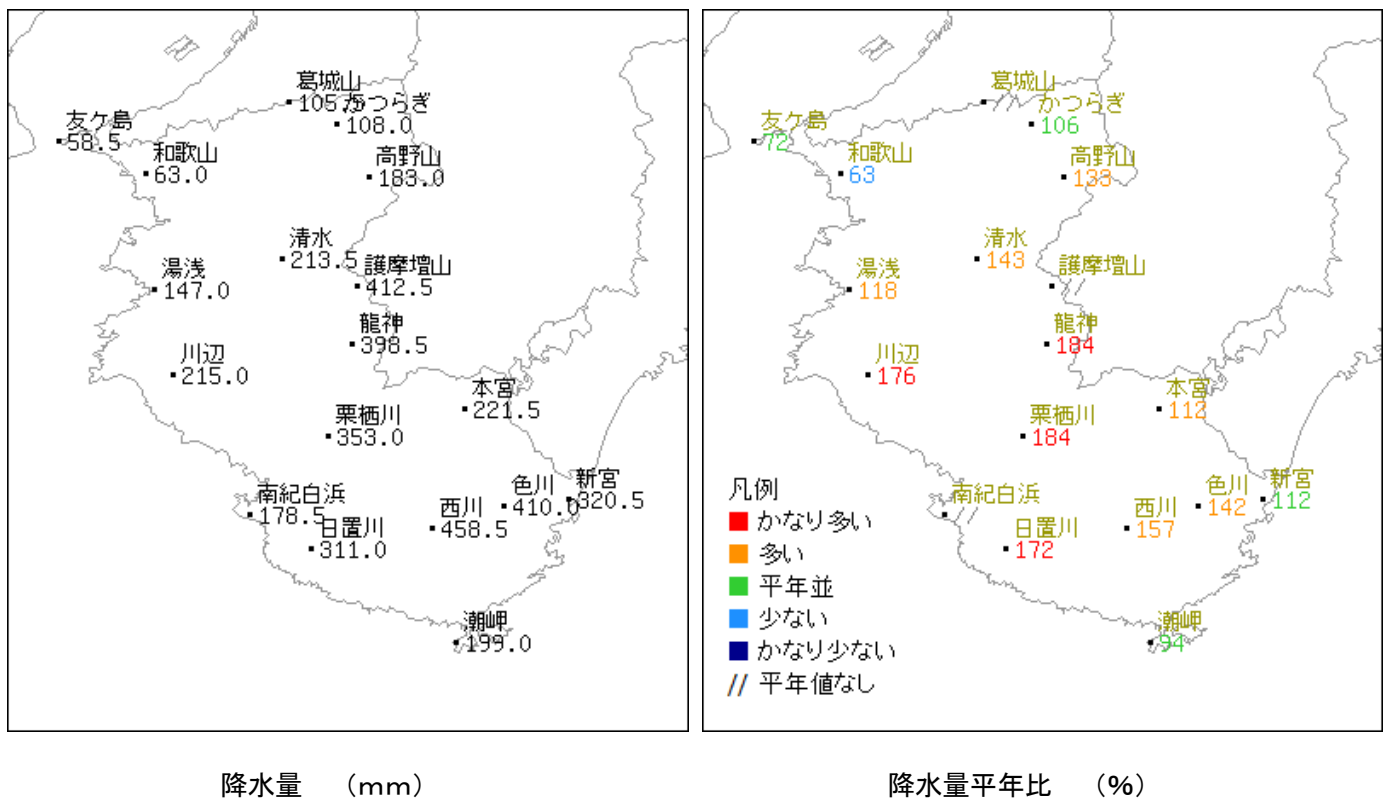 葛城山
105.5
かつらぎ
108.0
友ケ島
58.5
和歌山
63.0
高野山
183.0
清水
213.5
護摩壇山
412.5
湯浅
147.0
龍神
398.5
川辺
215.0
本宮
221.5
栗栖川
353.0
南紀白浜
178.5
日置川
311.0
西川
458.5
色川
410.0
新宮
320.5
潮岬
199.0
降水量 (mm)
葛城山
//
かつらぎ
106
友ケ島
72
和歌山
63
高野山
133
清水
143
護摩壇山
//
湯浅
118
龍神
184
川辺
176
本宮
112
栗栖川
184
南紀白浜
//
日置川
172
西川
157
色川
142
新宮
112
潮岬
94
凡例
かなり多い
多い
平年並
少ない
かなり少ない
// 平年値なし
降水量平年比 (%)